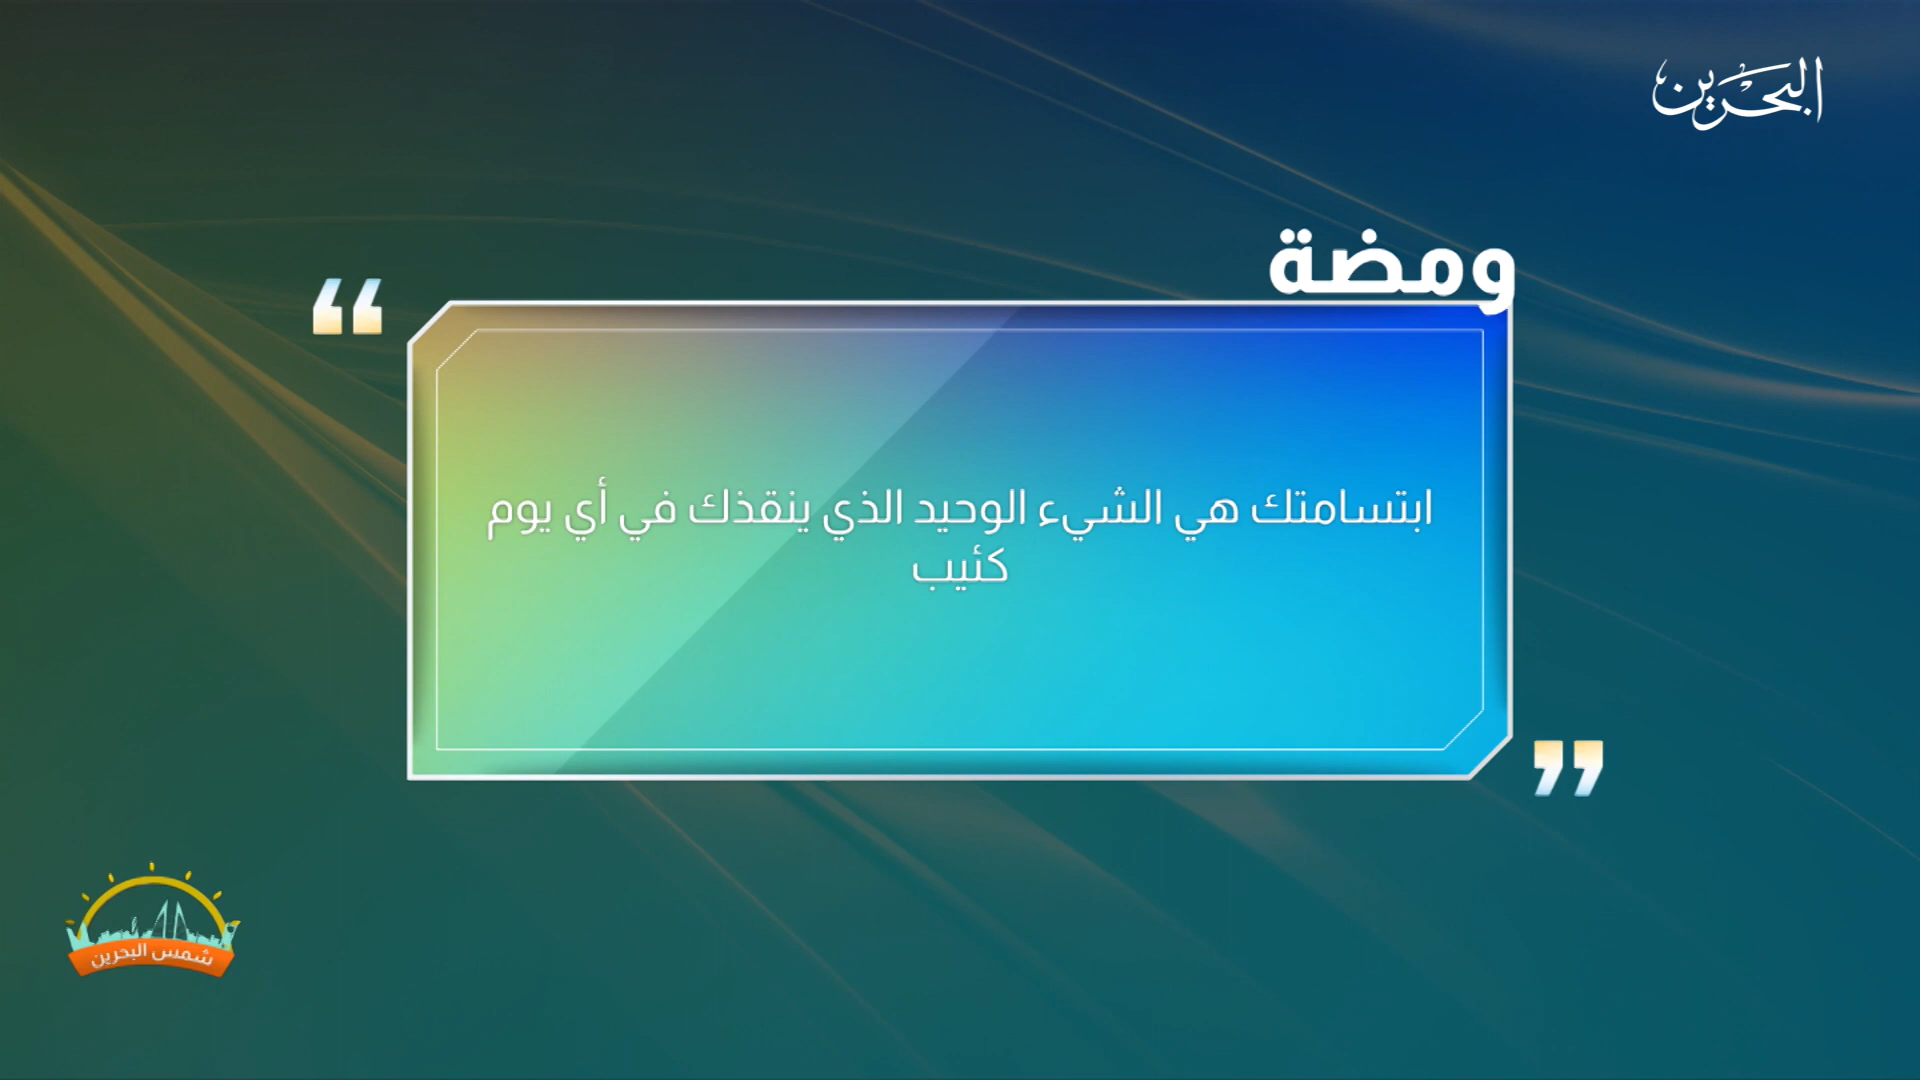 البحرين
ومضة
ابتسامتك هي الشيء الوحيد الذي ينقذك في أي يوم
كئيب
شمس البحرين